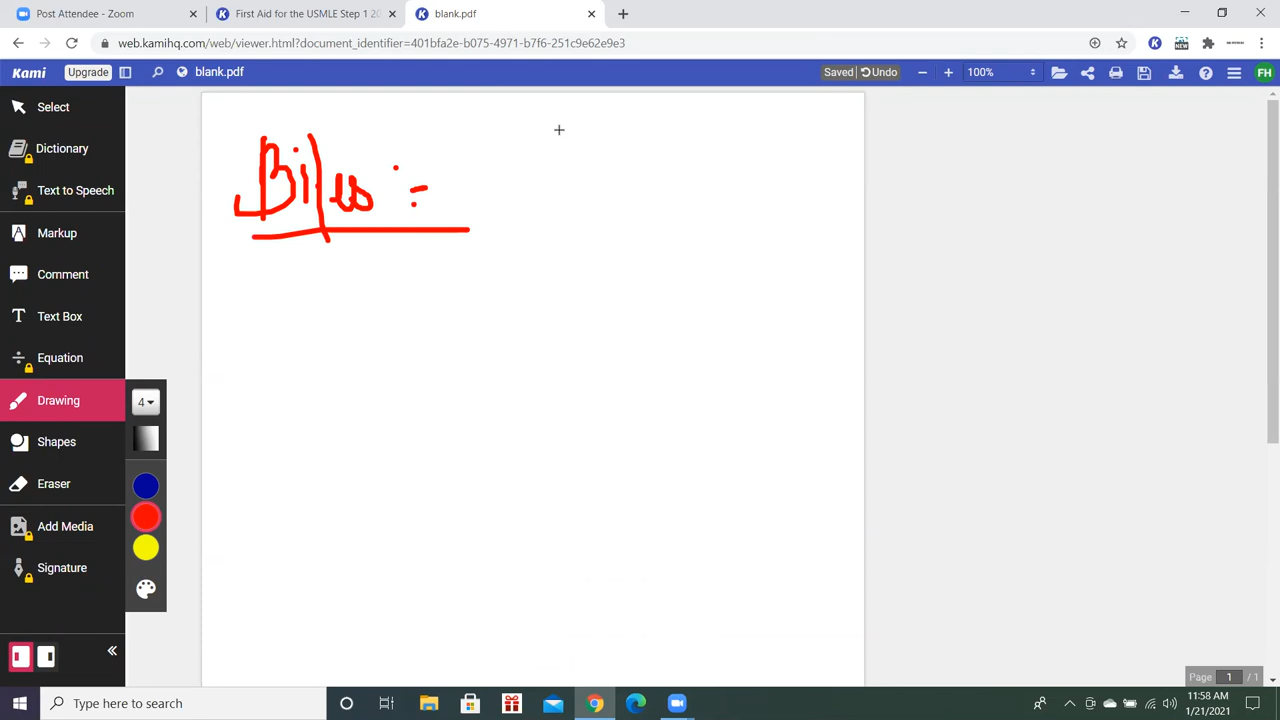 Post Attendee - Zoom
First Aid for the USMLE Step 1 20
blank.pdf
web.kamihq.com/web/viewer.html?document_identifier=401bfa2e-b075-4971-b7f6-251c9e62e9e3
NEW
Kami
Upgrade
blank.pdf
Saved
Undo
100%
FH
Select
Dictionary
Text to Speech
Markup
Comment
Text Box
Equation
Drawing
Shapes
Eraser
Add Media
Signature
4
Biles :-
Page 1 / 1
Type here to search
11:58 AM
1/21/2021